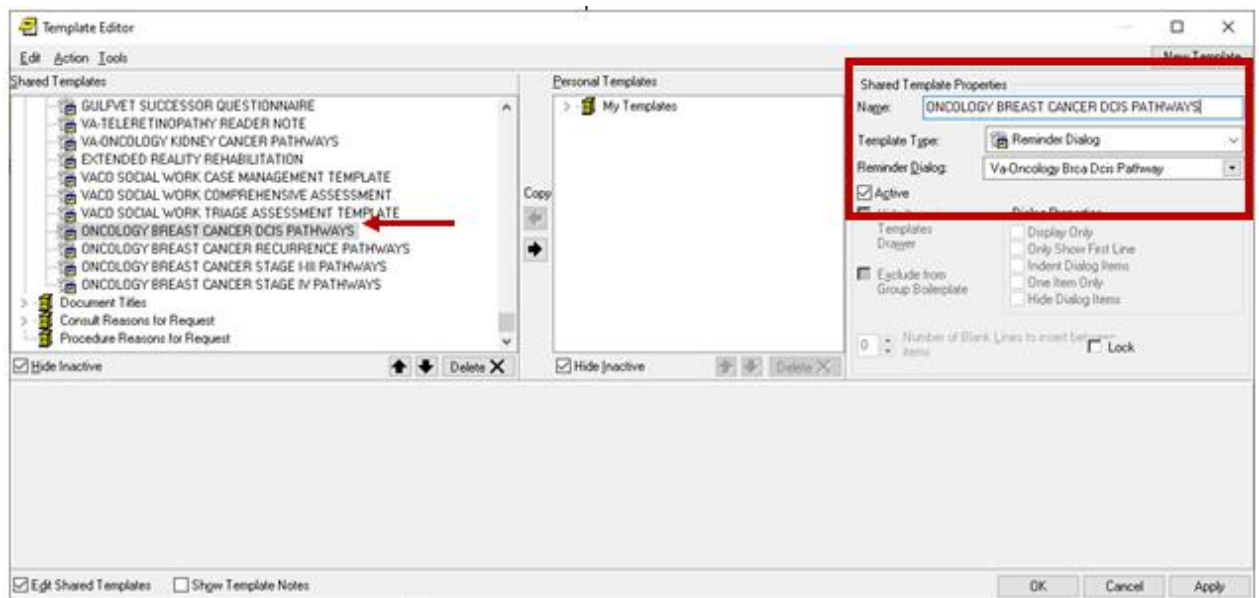 Template Editor
Edit Action Tools
New Template
Shared Templates
GULFVET SUCCESSOR QUESTIONNAIRE
VA-TELERETINOPATHY READER NOTE
VA-ONCOLOGY KIDNEY CANCER PATHWAYS
EXTENDED REALITY REHABILITATION
VACO SOCIAL WORK CASE MANAGEMENT TEMPLATE
VACO SOCIAL WORK COMPREHENSIVE ASSESSMENT
VACO SOCIAL WORK TRIAGE ASSESSMENT TEMPLATE
ONCOLOGY BREAST CANCER DCIS PATHWAYS
ONCOLOGY BREAST CANCER RECURRENCE PATHWAYS
ONCOLOGY BREAST CANCER STAGE I-III PATHWAYS
ONCOLOGY BREAST CANCER STAGE IV PATHWAYS
Document Titles
Consult Reasons for Request
Procedure Reasons for Request
Hide Inactive
Delete
Copy
Personal Templates
My Templates
Hide Inactive
Delete
Shared Template Properties
Name: ONCOLOGY BREAST CANCER DCIS PATHWAYS
Template Type: Reminder Dialog
Reminder Dialog: Va-Oncology Brca Dcis Pathway
Active
Templates
Drawer
Exclude from
Group Boilerplate
Dialog Properties
Display Only
Only Show First Line
Indent Dialog Items
One Item Only
Hide Dialog Items
0 Number of Blank Lines to insert between
items
Lock
Edit Shared Templates Show Template Notes
OK Cancel Apply